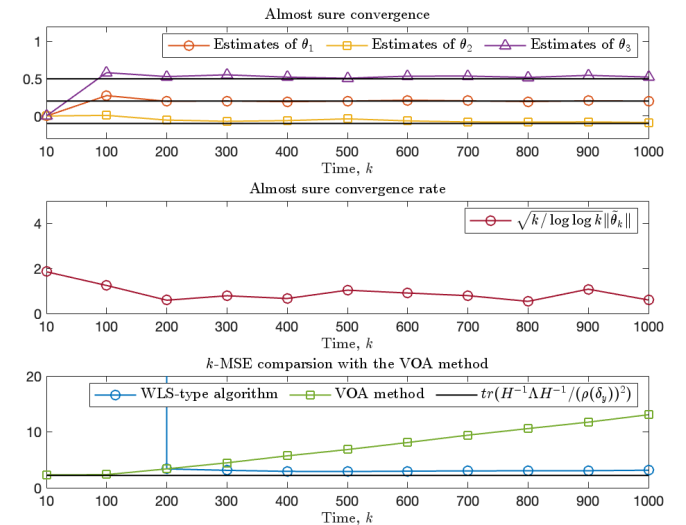 Almost sure convergence
Estimates of θ₁ Estimates of θ₂ Estimates of θ₃
1
0.5
0
10 100 200 300 400 500 600 700 800 900 1000
Time, k
Almost sure convergence rate
√(k/ log log k)‖θ̃ₖ‖
4
2
0
10 100 200 300 400 500 600 700 800 900 1000
Time, k
k-MSE comparsion with the VOA method
WLS-type algorithm VOA method tr(H⁻¹ΛH⁻¹/(ρ(δᵧ))²)
20
10
0
10 100 200 300 400 500 600 700 800 900 1000
Time, k